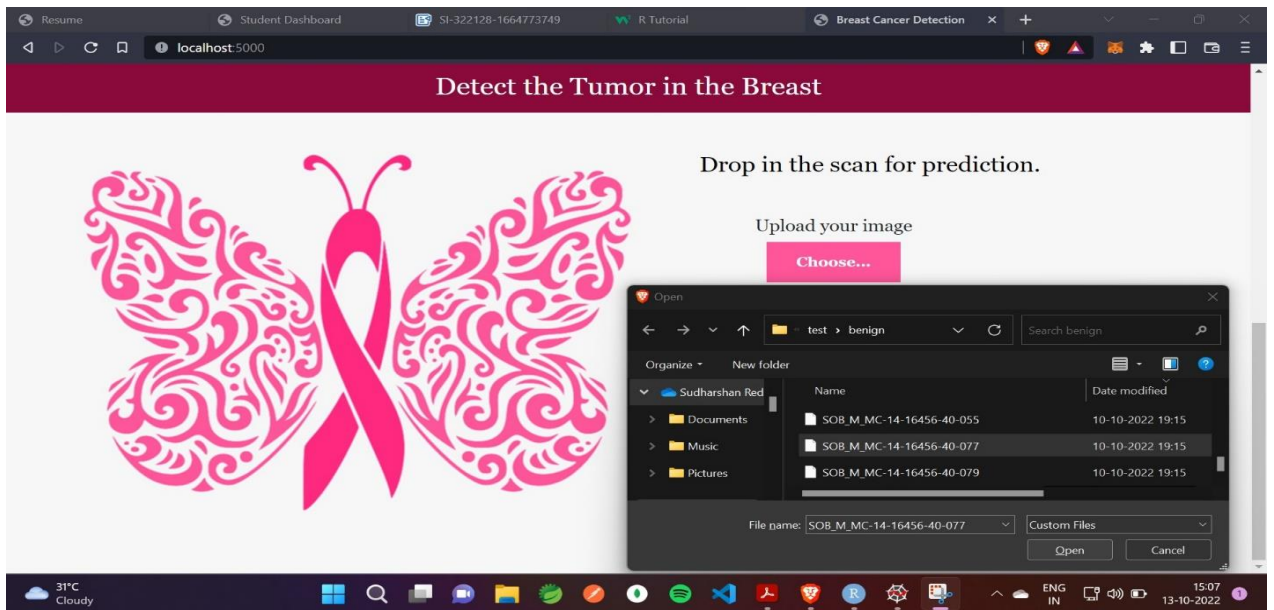 Resume
Student Dashboard
SI-322128-1664773749
R Tutorial
Breast Cancer Detection
localhost:5000
Detect the Tumor in the Breast
Drop in the scan for prediction.
Upload your image
Choose...
Open
test › benign
Search benign
Organize
New folder
Sudharshan Red
Name
Date modified
Documents
SOB_M_MC-14-16456-40-055
10-10-2022 19:15
Music
SOB_M_MC-14-16456-40-077
10-10-2022 19:15
Pictures
SOB_M_MC-14-16456-40-079
10-10-2022 19:15
File name: SOB_M_MC-14-16456-40-077
Custom Files
Open
Cancel
31°C
Cloudy
R
ENG
IN
15:07
13-10-2022
1